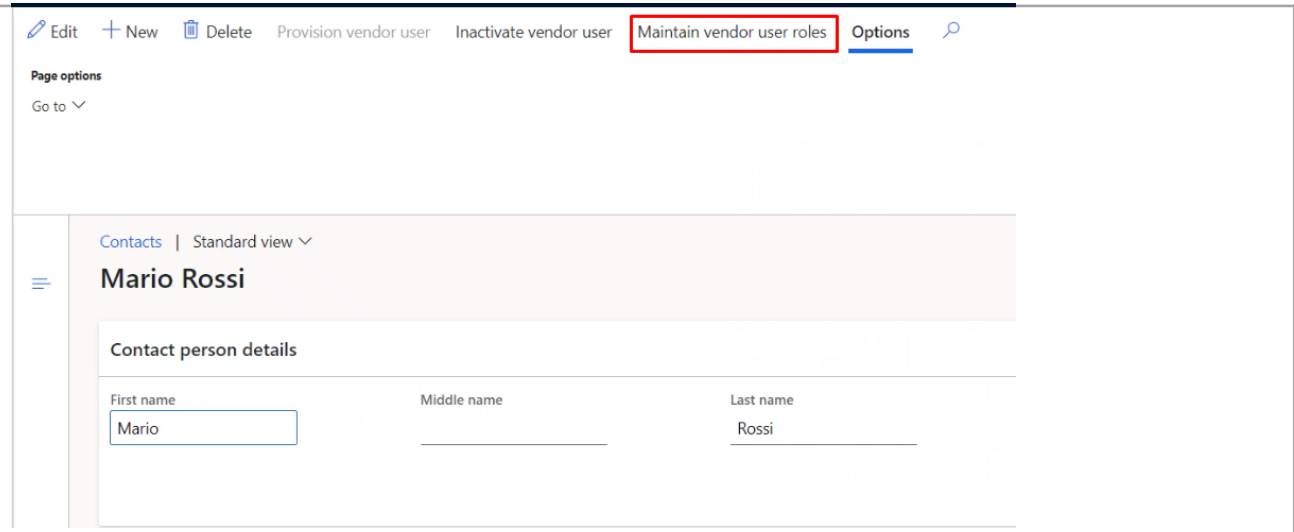 Edit New Delete Provision vendor user Inactivate vendor user Maintain vendor user roles Options
Page options
Go to
Contacts | Standard view
Mario Rossi
Contact person details
First name Middle name Last name
Mario Rossi